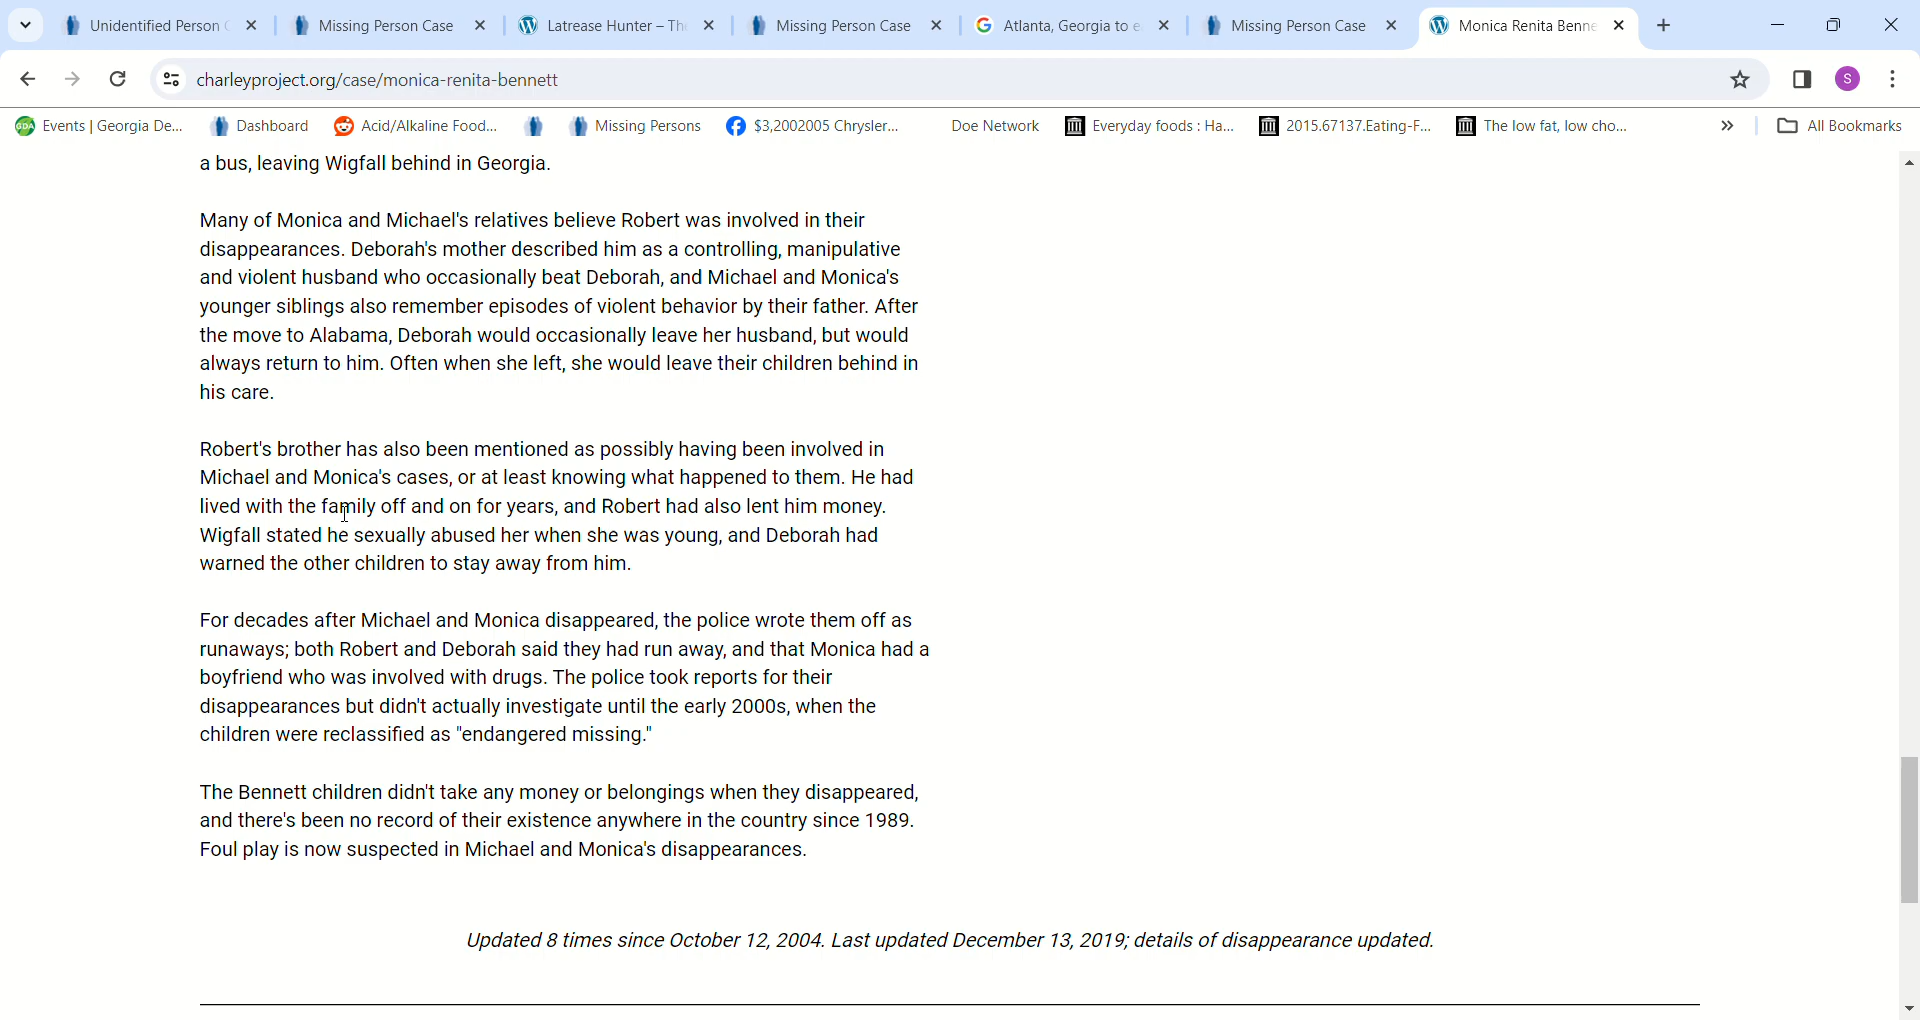 Unidentified Person C
Missing Person Case
Latrease Hunter – Th
Missing Person Case
Atlanta, Georgia to e
Missing Person Case
Monica Renita Benne
charleyproject.org/case/monica-renita-bennett
S
Events | Georgia De...
Dashboard
Acid/Alkaline Food...
Missing Persons
$3,2002005 Chrysler...
Doe Network
Everyday foods : Ha...
2015.67137.Eating-F...
The low fat, low cho...
All Bookmarks
a bus, leaving Wigfall behind in Georgia.
Many of Monica and Michael's relatives believe Robert was involved in their
disappearances. Deborah's mother described him as a controlling, manipulative
and violent husband who occasionally beat Deborah, and Michael and Monica's
younger siblings also remember episodes of violent behavior by their father. After
the move to Alabama, Deborah would occasionally leave her husband, but would
always return to him. Often when she left, she would leave their children behind in
his care.
Robert's brother has also been mentioned as possibly having been involved in
Michael and Monica's cases, or at least knowing what happened to them. He had
lived with the family off and on for years, and Robert had also lent him money.
Wigfall stated he sexually abused her when she was young, and Deborah had
warned the other children to stay away from him.
For decades after Michael and Monica disappeared, the police wrote them off as
runaways; both Robert and Deborah said they had run away, and that Monica had a
boyfriend who was involved with drugs. The police took reports for their
disappearances but didn't actually investigate until the early 2000s, when the
children were reclassified as "endangered missing."
The Bennett children didn't take any money or belongings when they disappeared,
and there's been no record of their existence anywhere in the country since 1989.
Foul play is now suspected in Michael and Monica's disappearances.
Updated 8 times since October 12, 2004. Last updated December 13, 2019; details of disappearance updated.